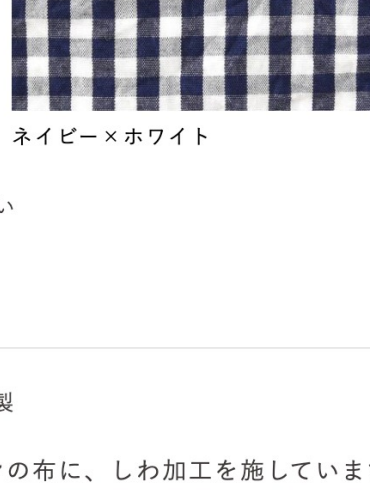 ネイビー×ホワイト
い
製
の布に、しわ加工を施していま